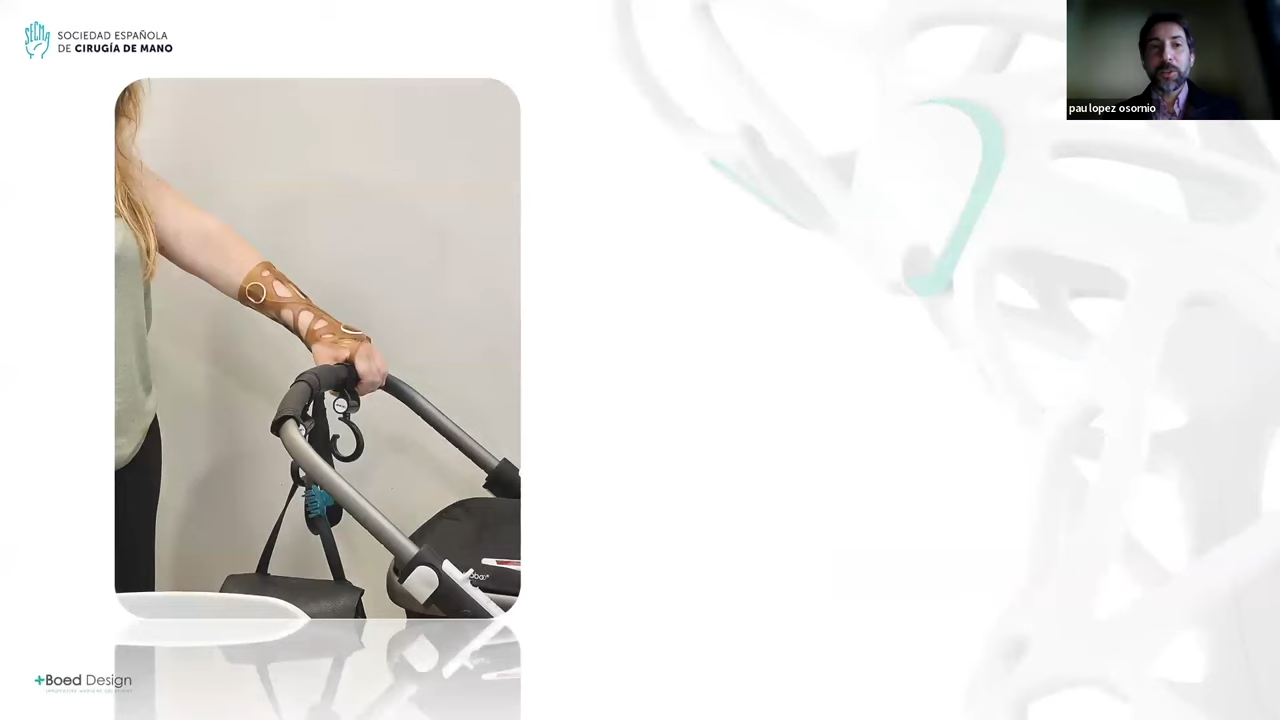 SOCIEDAD ESPAÑOLA
DE CIRUGÍA DE MANO
pau lopez osornio
+Boed Design